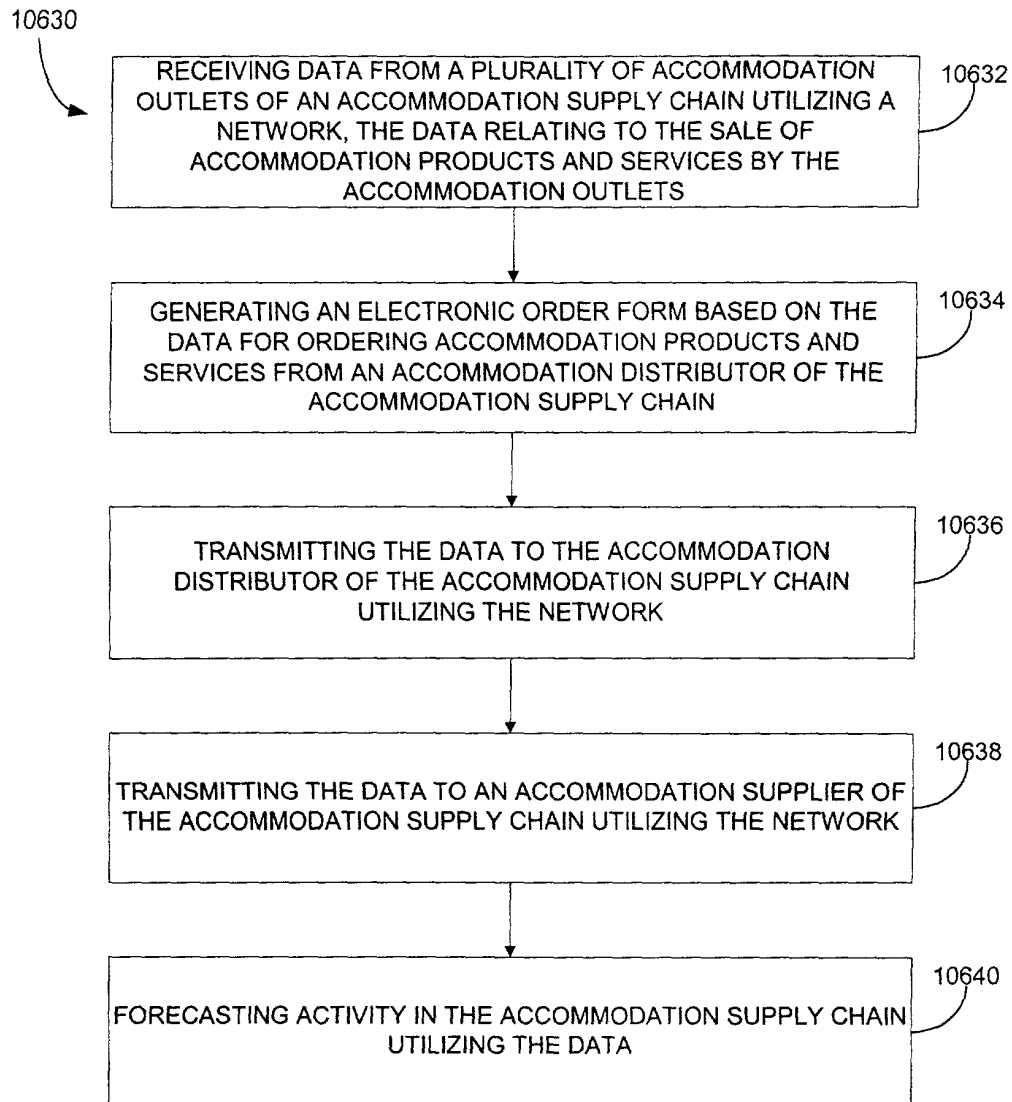 10630
RECEIVING DATA FROM A PLURALITY OF ACCOMMODATION
OUTLETS OF AN ACCOMMODATION SUPPLY CHAIN UTILIZING A
NETWORK, THE DATA RELATING TO THE SALE OF
ACCOMMODATION PRODUCTS AND SERVICES BY THE
ACCOMMODATION OUTLETS
10632
GENERATING AN ELECTRONIC ORDER FORM BASED ON THE
DATA FOR ORDERING ACCOMMODATION PRODUCTS AND
SERVICES FROM AN ACCOMMODATION DISTRIBUTOR OF THE
ACCOMMODATION SUPPLY CHAIN
10634
TRANSMITTING THE DATA TO THE ACCOMMODATION
DISTRIBUTOR OF THE ACCOMMODATION SUPPLY CHAIN
UTILIZING THE NETWORK
10636
TRANSMITTING THE DATA TO AN ACCOMMODATION SUPPLIER OF
THE ACCOMMODATION SUPPLY CHAIN UTILIZING THE NETWORK
10638
FORECASTING ACTIVITY IN THE ACCOMMODATION SUPPLY CHAIN
UTILIZING THE DATA
10640